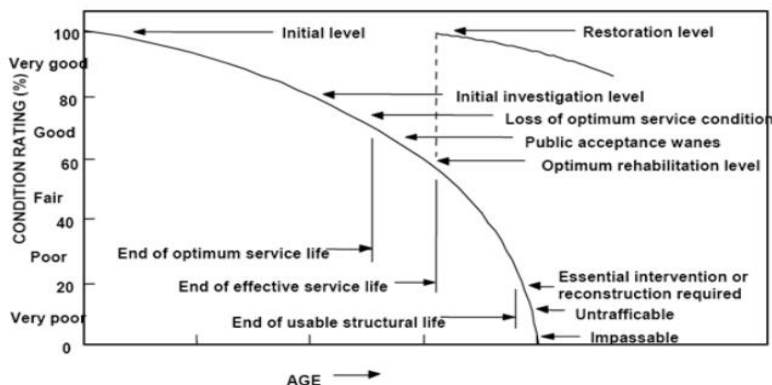 100
Initial level
Restoration level
Very good
CONDITION RATING (%)
80
Initial investigation level
Loss of optimum service condition
Good
Public acceptance wanes
60
Optimum rehabilitation level
Fair
40
End of optimum service life
Poor
Essential intervention or
reconstruction required
End of effective service life
20
Untrafficable
Very poor
End of usable structural life
Impassable
0
AGE